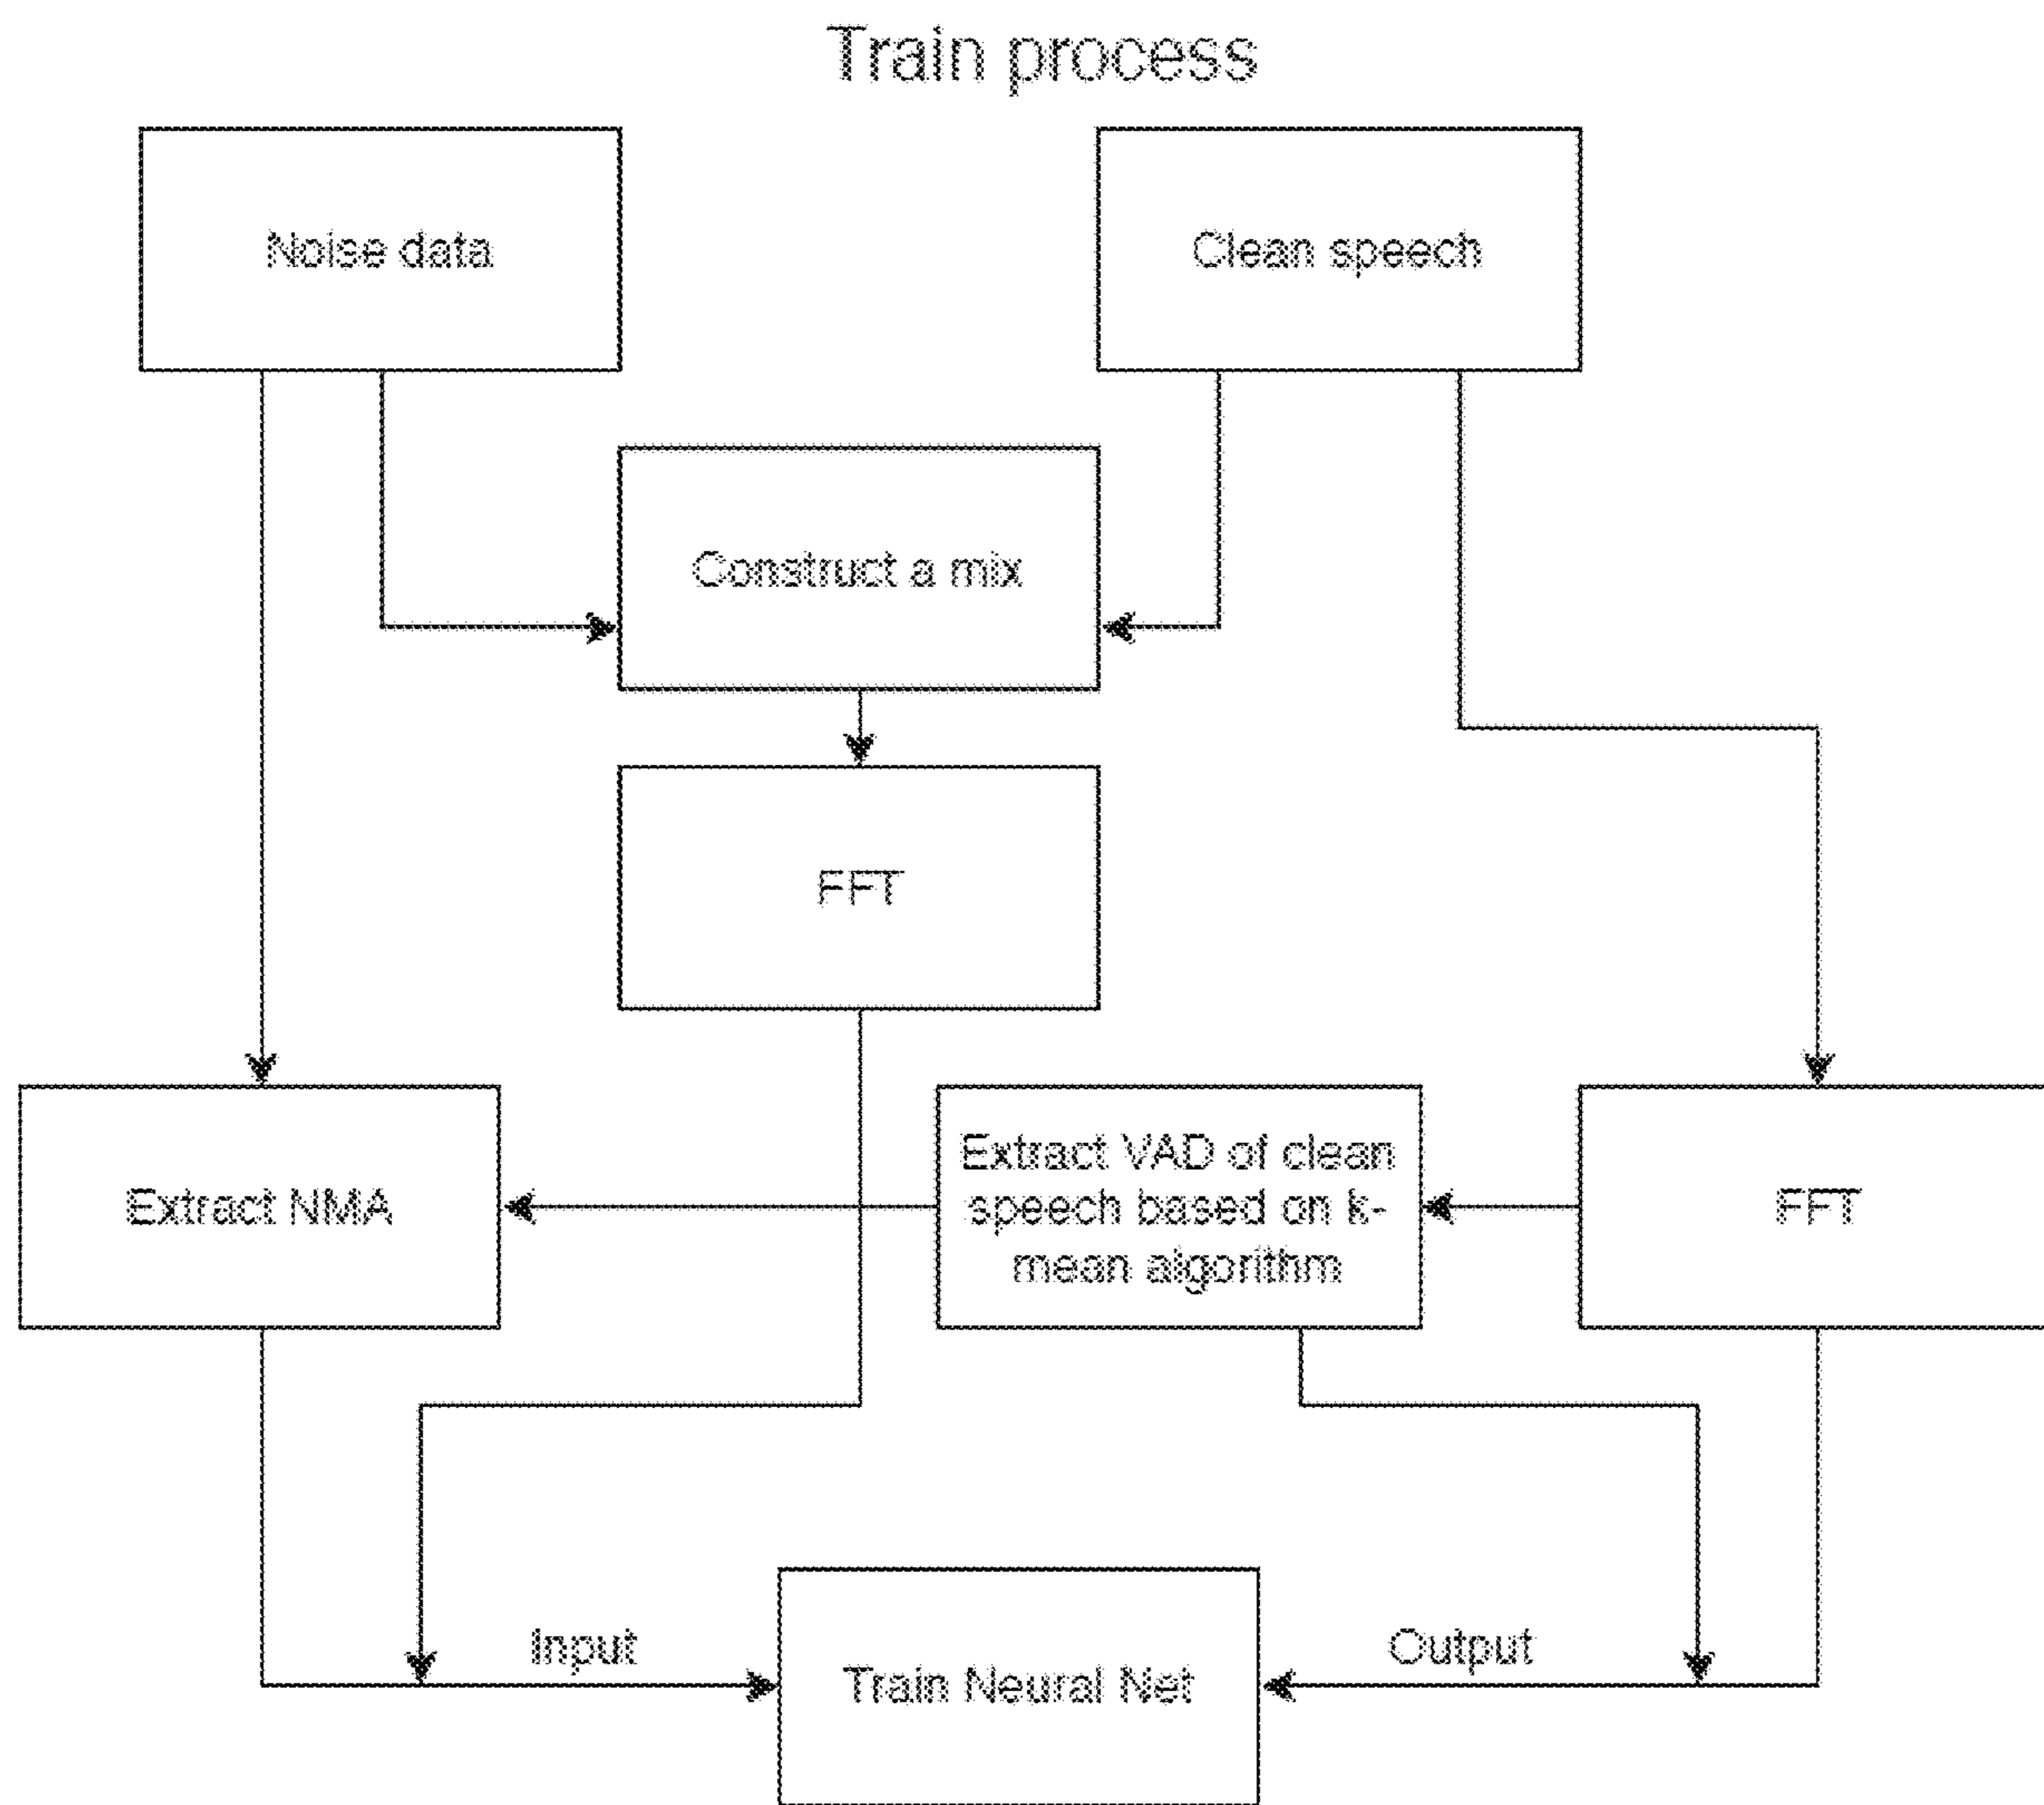 Train process
Noise data
Clean speech
Construct a mix
FFT
Extract NMA
Extract VAD of clean
speech based on k-
mean algorithm
FFT
Input
Output
Train Neural Net